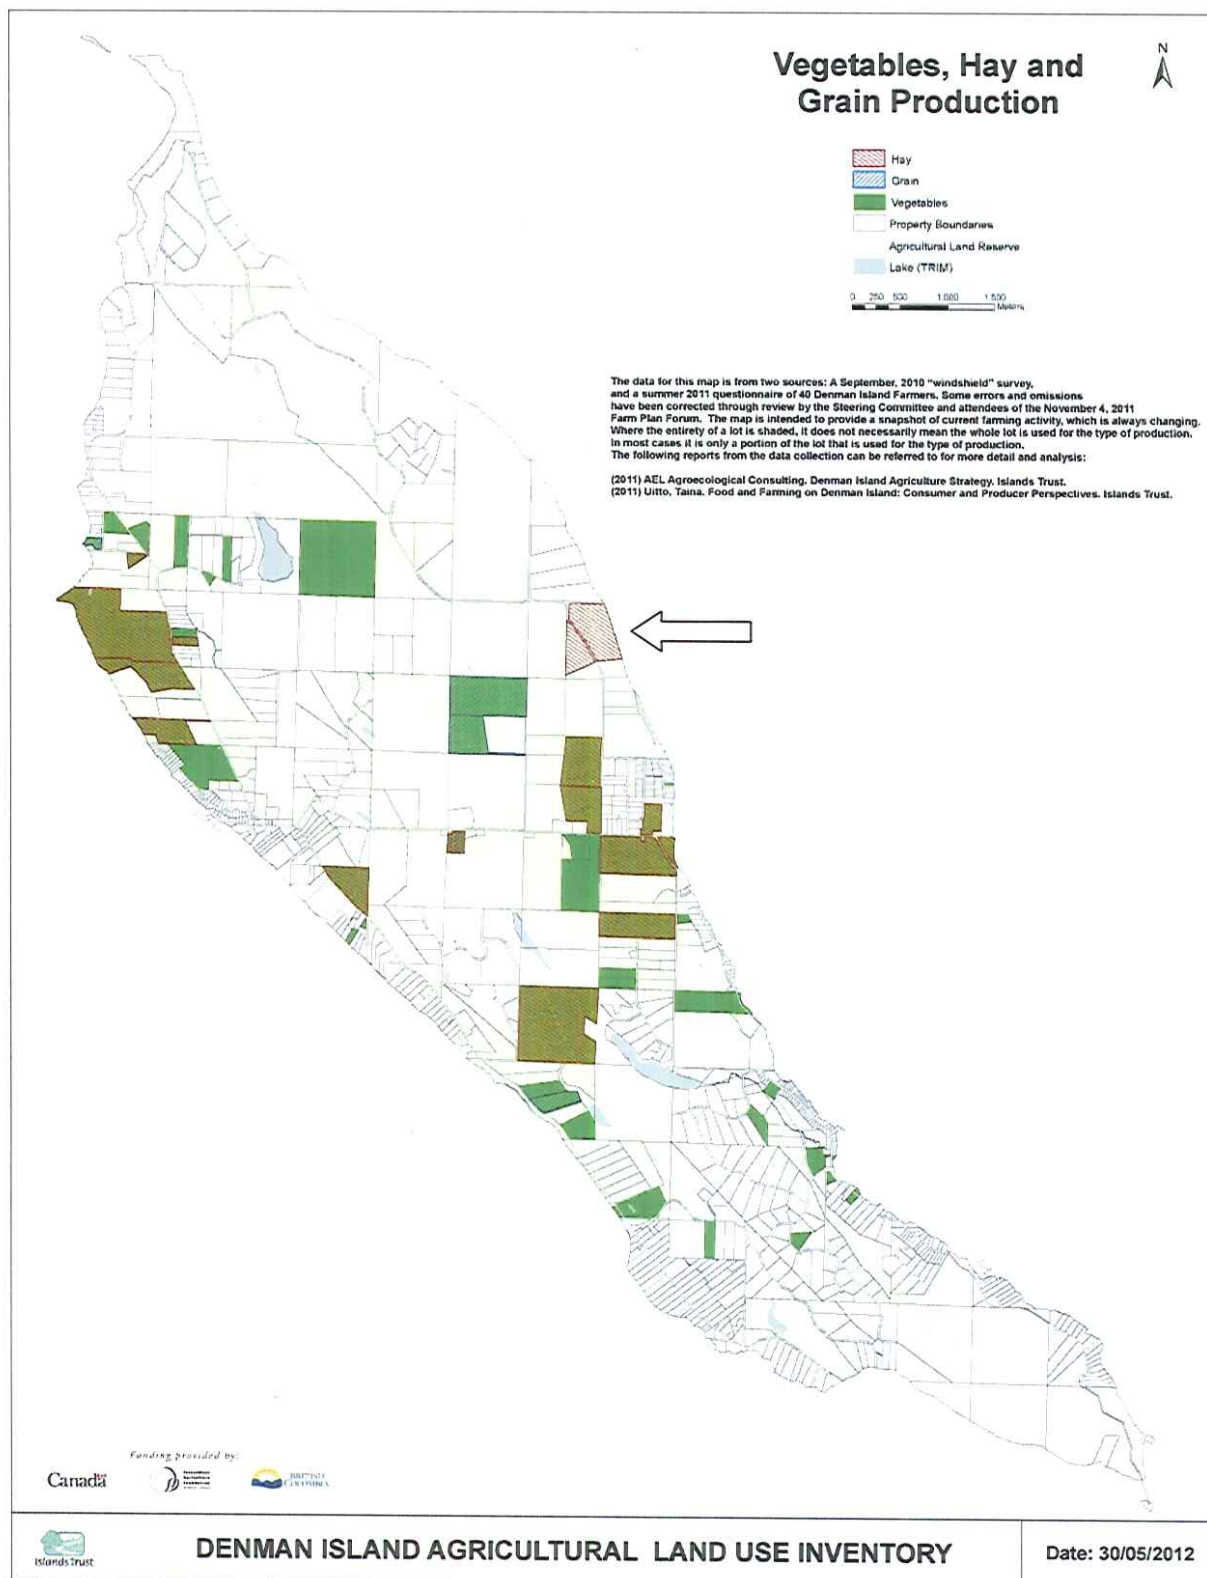 Vegetables, Hay and
Grain Production
N
Hay
Grain
Vegetables
Property Boundaries
Agricultural Land Reserve
Lake (TRIM)
0 250 500 1,000 1,500
Meters
The data for this map is from two sources: A September, 2010 "windshield" survey,
and a summer 2011 questionnaire of 40 Denman Island Farmers. Some errors and omissions
have been corrected through review by the Steering Committee and attendees of the November 4, 2011
Farm Plan Forum. The map is intended to provide a snapshot of current farming activity, which is always changing.
Where the entirety of a lot is shaded, it does not necessarily mean the whole lot is used for the type of production.
In most cases it is only a portion of the lot that is used for the type of production.
The following reports from the data collection can be referred to for more detail and analysis:
(2011) AEL Agroecological Consulting. Denman Island Agriculture Strategy. Islands Trust.
(2011) Uitto, Taina. Food and Farming on Denman Island: Consumer and Producer Perspectives. Islands Trust.
Funding provided by:
Canada
BRITISH
COLUMBIA
Islands Trust
DENMAN ISLAND AGRICULTURAL LAND USE INVENTORY
Date: 30/05/2012